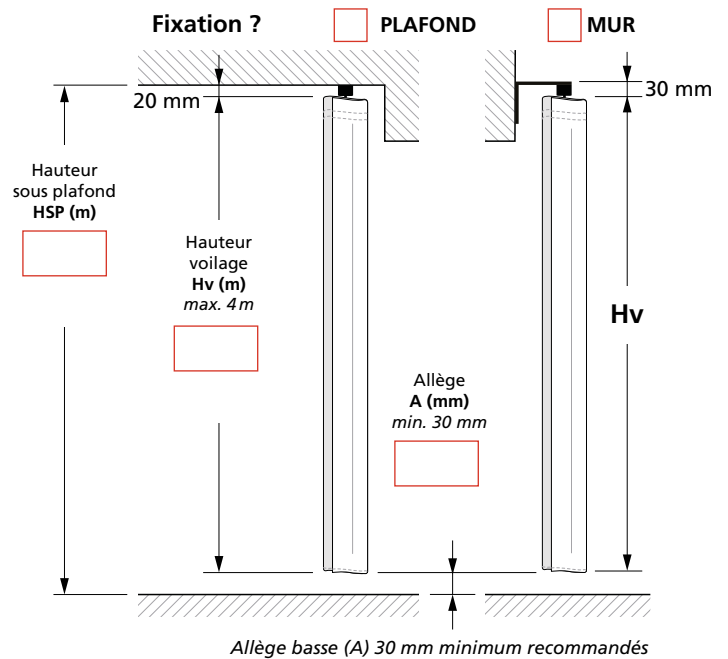 Fixation ?
PLAFOND
MUR
20 mm
30 mm
Hauteur
sous plafond
HSP (m)
Hauteur
voilage
Hv (m)
max. 4 m
Hv
Allège
A (mm)
min. 30 mm
Allège basse (A) 30 mm minimum recommandés